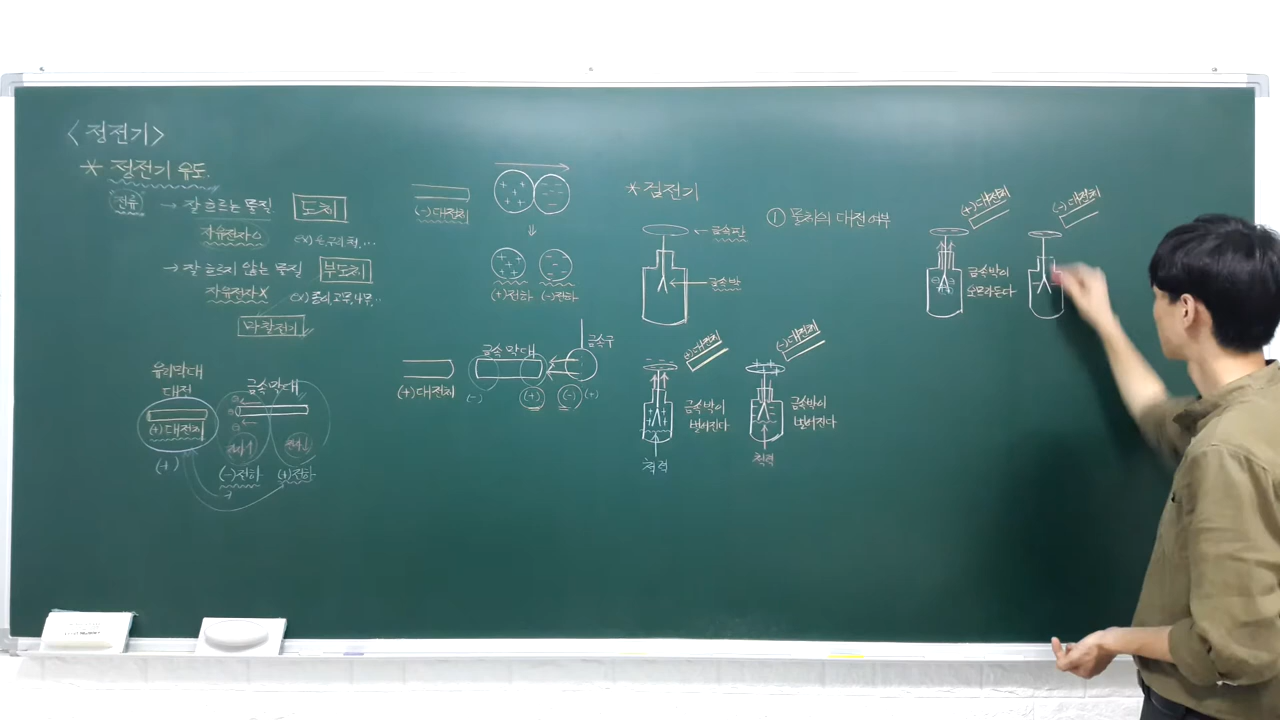 <정전기>
* 정전기 유도
전류
→ 잘 흐르는 물질 도체
자유전자 O
ex) 은, 구리, 철, ...
→ 잘 흐르지 않는 물질 부도체
자유전자 X
ex) 종이, 고무, 나무...
마찰전기
유리막대
대전
(+)대전체
(+)
금속막대
(-)전하
(+)전하
(-)대전체
⇓
(+)전하 (-)전하
(+)대전체
금속 막대
금속구
(-)
(+)
(-)
(+)
* 검전기
← 금속판
← 금속박
① 물체의 대전 여부
(+)대전체
금속박이
벌어진다
척력
(-)대전체
금속박이
벌어진다
척력
(+)대전체
금속박이
오므라든다
(-)대전체